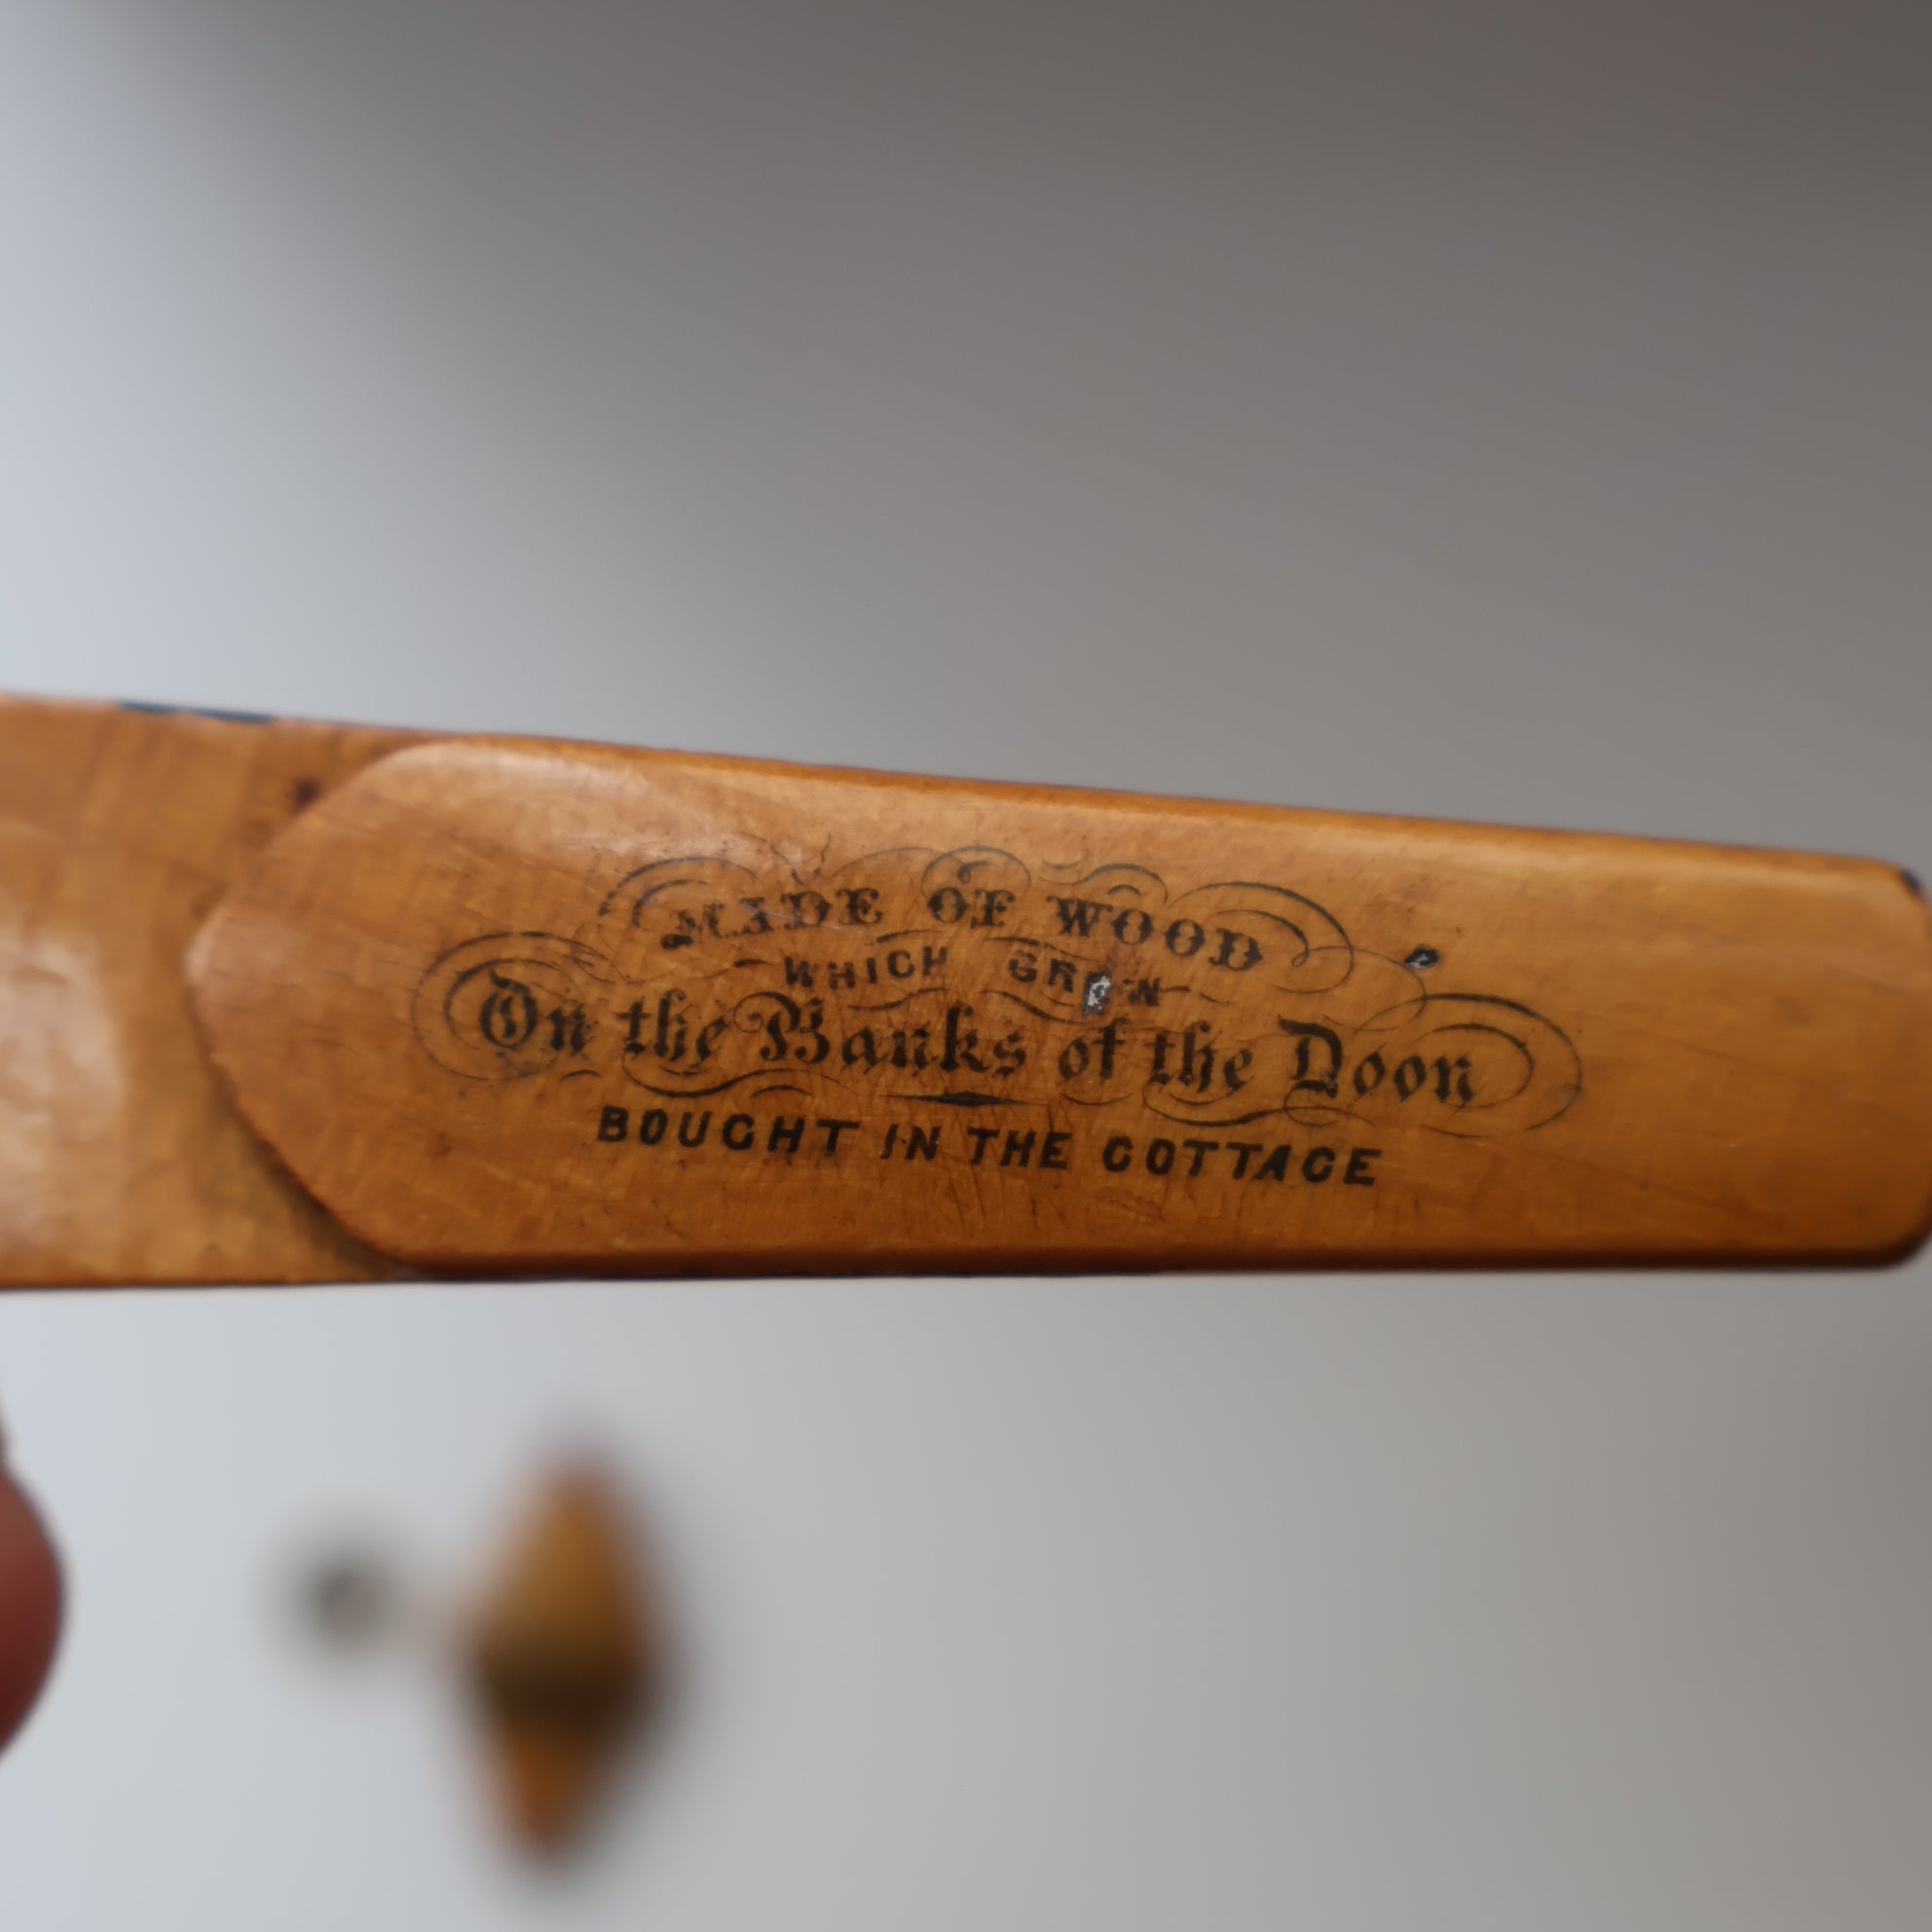 MADE OF WOOD
WHICH GREW
On the Banks of the Doon
BOUGHT IN THE COTTAGE